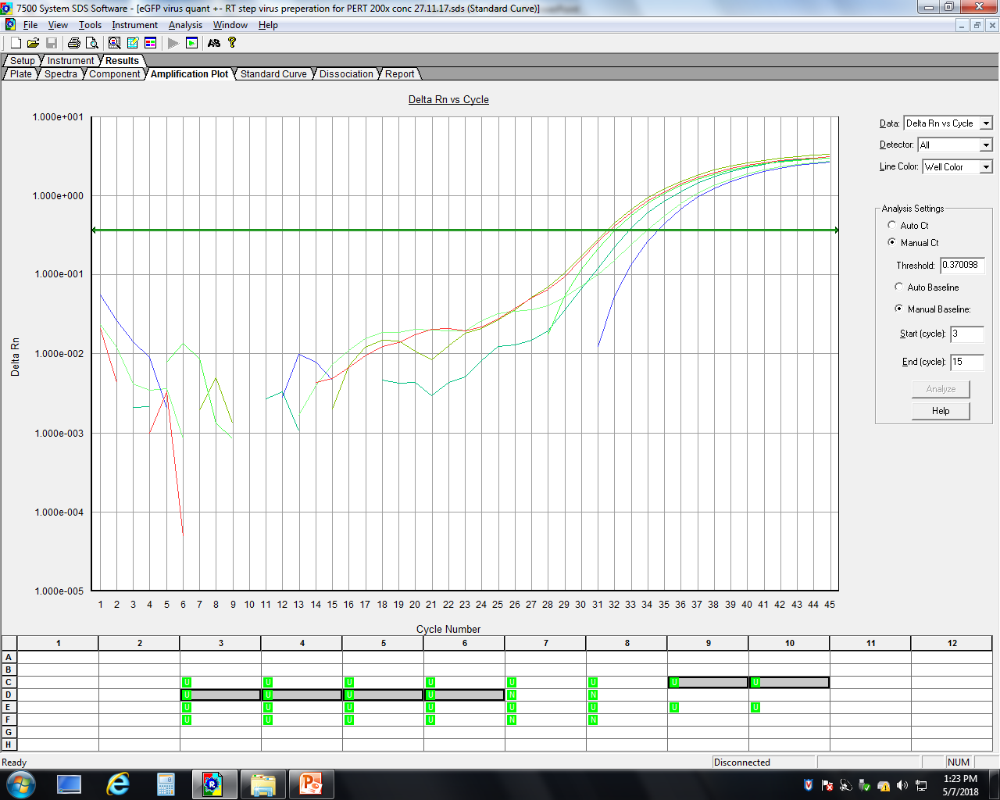 7500 System SDS Software - [eGFP virus quant +- RT step virus preperation for PERT 200x conc 27.11.17.sds (Standard Curve)]
File View Tools Instrument Analysis Window Help
Setup Instrument Results
Plate Spectra Component Amplification Plot Standard Curve Dissociation Report
Delta Rn vs Cycle
Data: Delta Rn vs Cycle
Detector: All
Line Color: Well Color
Analysis Settings
Auto Ct
Manual Ct
Threshold: 0.370098
Auto Baseline
Manual Baseline:
Start (cycle): 3
End (cycle): 15
Analyze
Help
Delta Rn
1.000e+001
1.000e+000
1.000e-001
1.000e-002
1.000e-003
1.000e-004
1.000e-005
1 2 3 4 5 6 7 8 9 10 11 12 13 14 15 16 17 18 19 20 21 22 23 24 25 26 27 28 29 30 31 32 33 34 35 36 37 38 39 40 41 42 43 44 45
Cycle Number
1 2 3 4 5 6 7 8 9 10 11 12
A
B
C U U U U U U U U
D U U U U N N
E U U U U U U U U
F U U U U N N
G
H
Ready Disconnected NUM
1:23 PM
5/7/2018